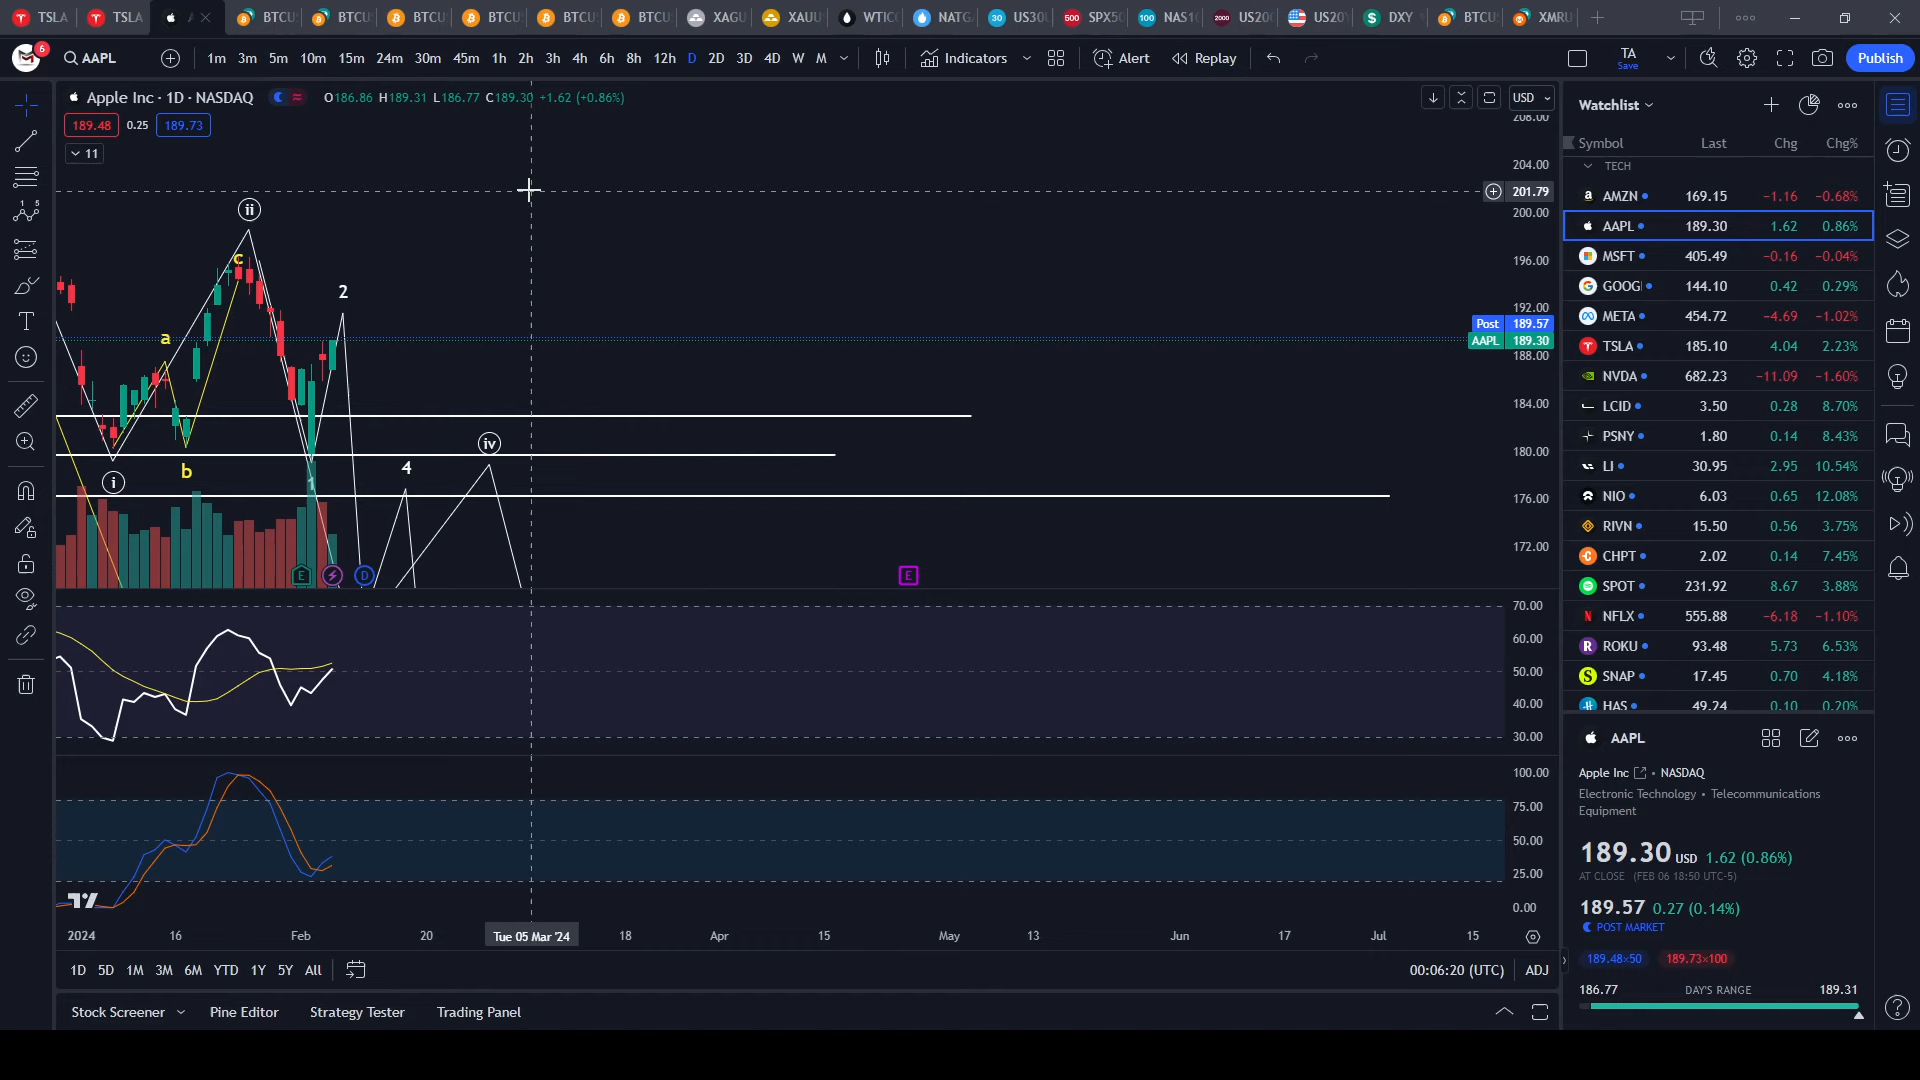 TSLA TSLA BTCU BTCU BTCU BTCU BTCU BTCU XAGU XAUU WTIC NATG 30 US30 500 SPX50 100 NAS10 2000 US20 US20Y $ DXY BTCU XMRU
6 AAPL 1m 3m 5m 10m 15m 24m 30m 45m 1h 2h 3h 4h 6h 8h 12h D 2D 3D 4D W M Indicators Alert Replay TA Save Publish
Apple Inc · 1D · NASDAQ O186.86 H189.31 L186.77 C189.30 +1.62 (+0.86%) USD
189.48 0.25 189.73
11
208.00
204.00
201.79
200.00
196.00
192.00
Post 189.57
AAPL 189.30
188.00
184.00
180.00
176.00
172.00
ii
c
2
a
iv
4
b
i
1
E D E
70.00
60.00
50.00
40.00
30.00
100.00
75.00
50.00
25.00
0.00
2024 16 Feb 20 Tue 05 Mar '24 18 Apr 15 May 13 Jun 17 Jul 15
1D 5D 1M 3M 6M YTD 1Y 5Y All 00:06:20 (UTC) ADJ
Stock Screener Pine Editor Strategy Tester Trading Panel
Watchlist
Symbol Last Chg Chg%
TECH
AMZN 169.15 −1.16 −0.68%
AAPL 189.30 1.62 0.86%
MSFT 405.49 −0.16 −0.04%
GOOG 144.10 0.42 0.29%
META 454.72 −4.69 −1.02%
TSLA 185.10 4.04 2.23%
NVDA 682.23 −11.09 −1.60%
LCID 3.50 0.28 8.70%
PSNY 1.80 0.14 8.43%
LI 30.95 2.95 10.54%
NIO 6.03 0.65 12.08%
RIVN 15.50 0.56 3.75%
CHPT 2.02 0.14 7.45%
SPOT 231.92 8.67 3.88%
NFLX 555.88 −6.18 −1.10%
ROKU 93.48 5.73 6.53%
SNAP 17.45 0.70 4.18%
HAS 49.24 0.10 0.20%
AAPL
Apple Inc • NASDAQ
Electronic Technology • Telecommunications
Equipment
189.30 USD 1.62 (0.86%)
AT CLOSE (FEB 06 18:50 UTC-5)
189.57 0.27 (0.14%)
POST MARKET
189.48×50 189.73×100
186.77 DAY'S RANGE 189.31